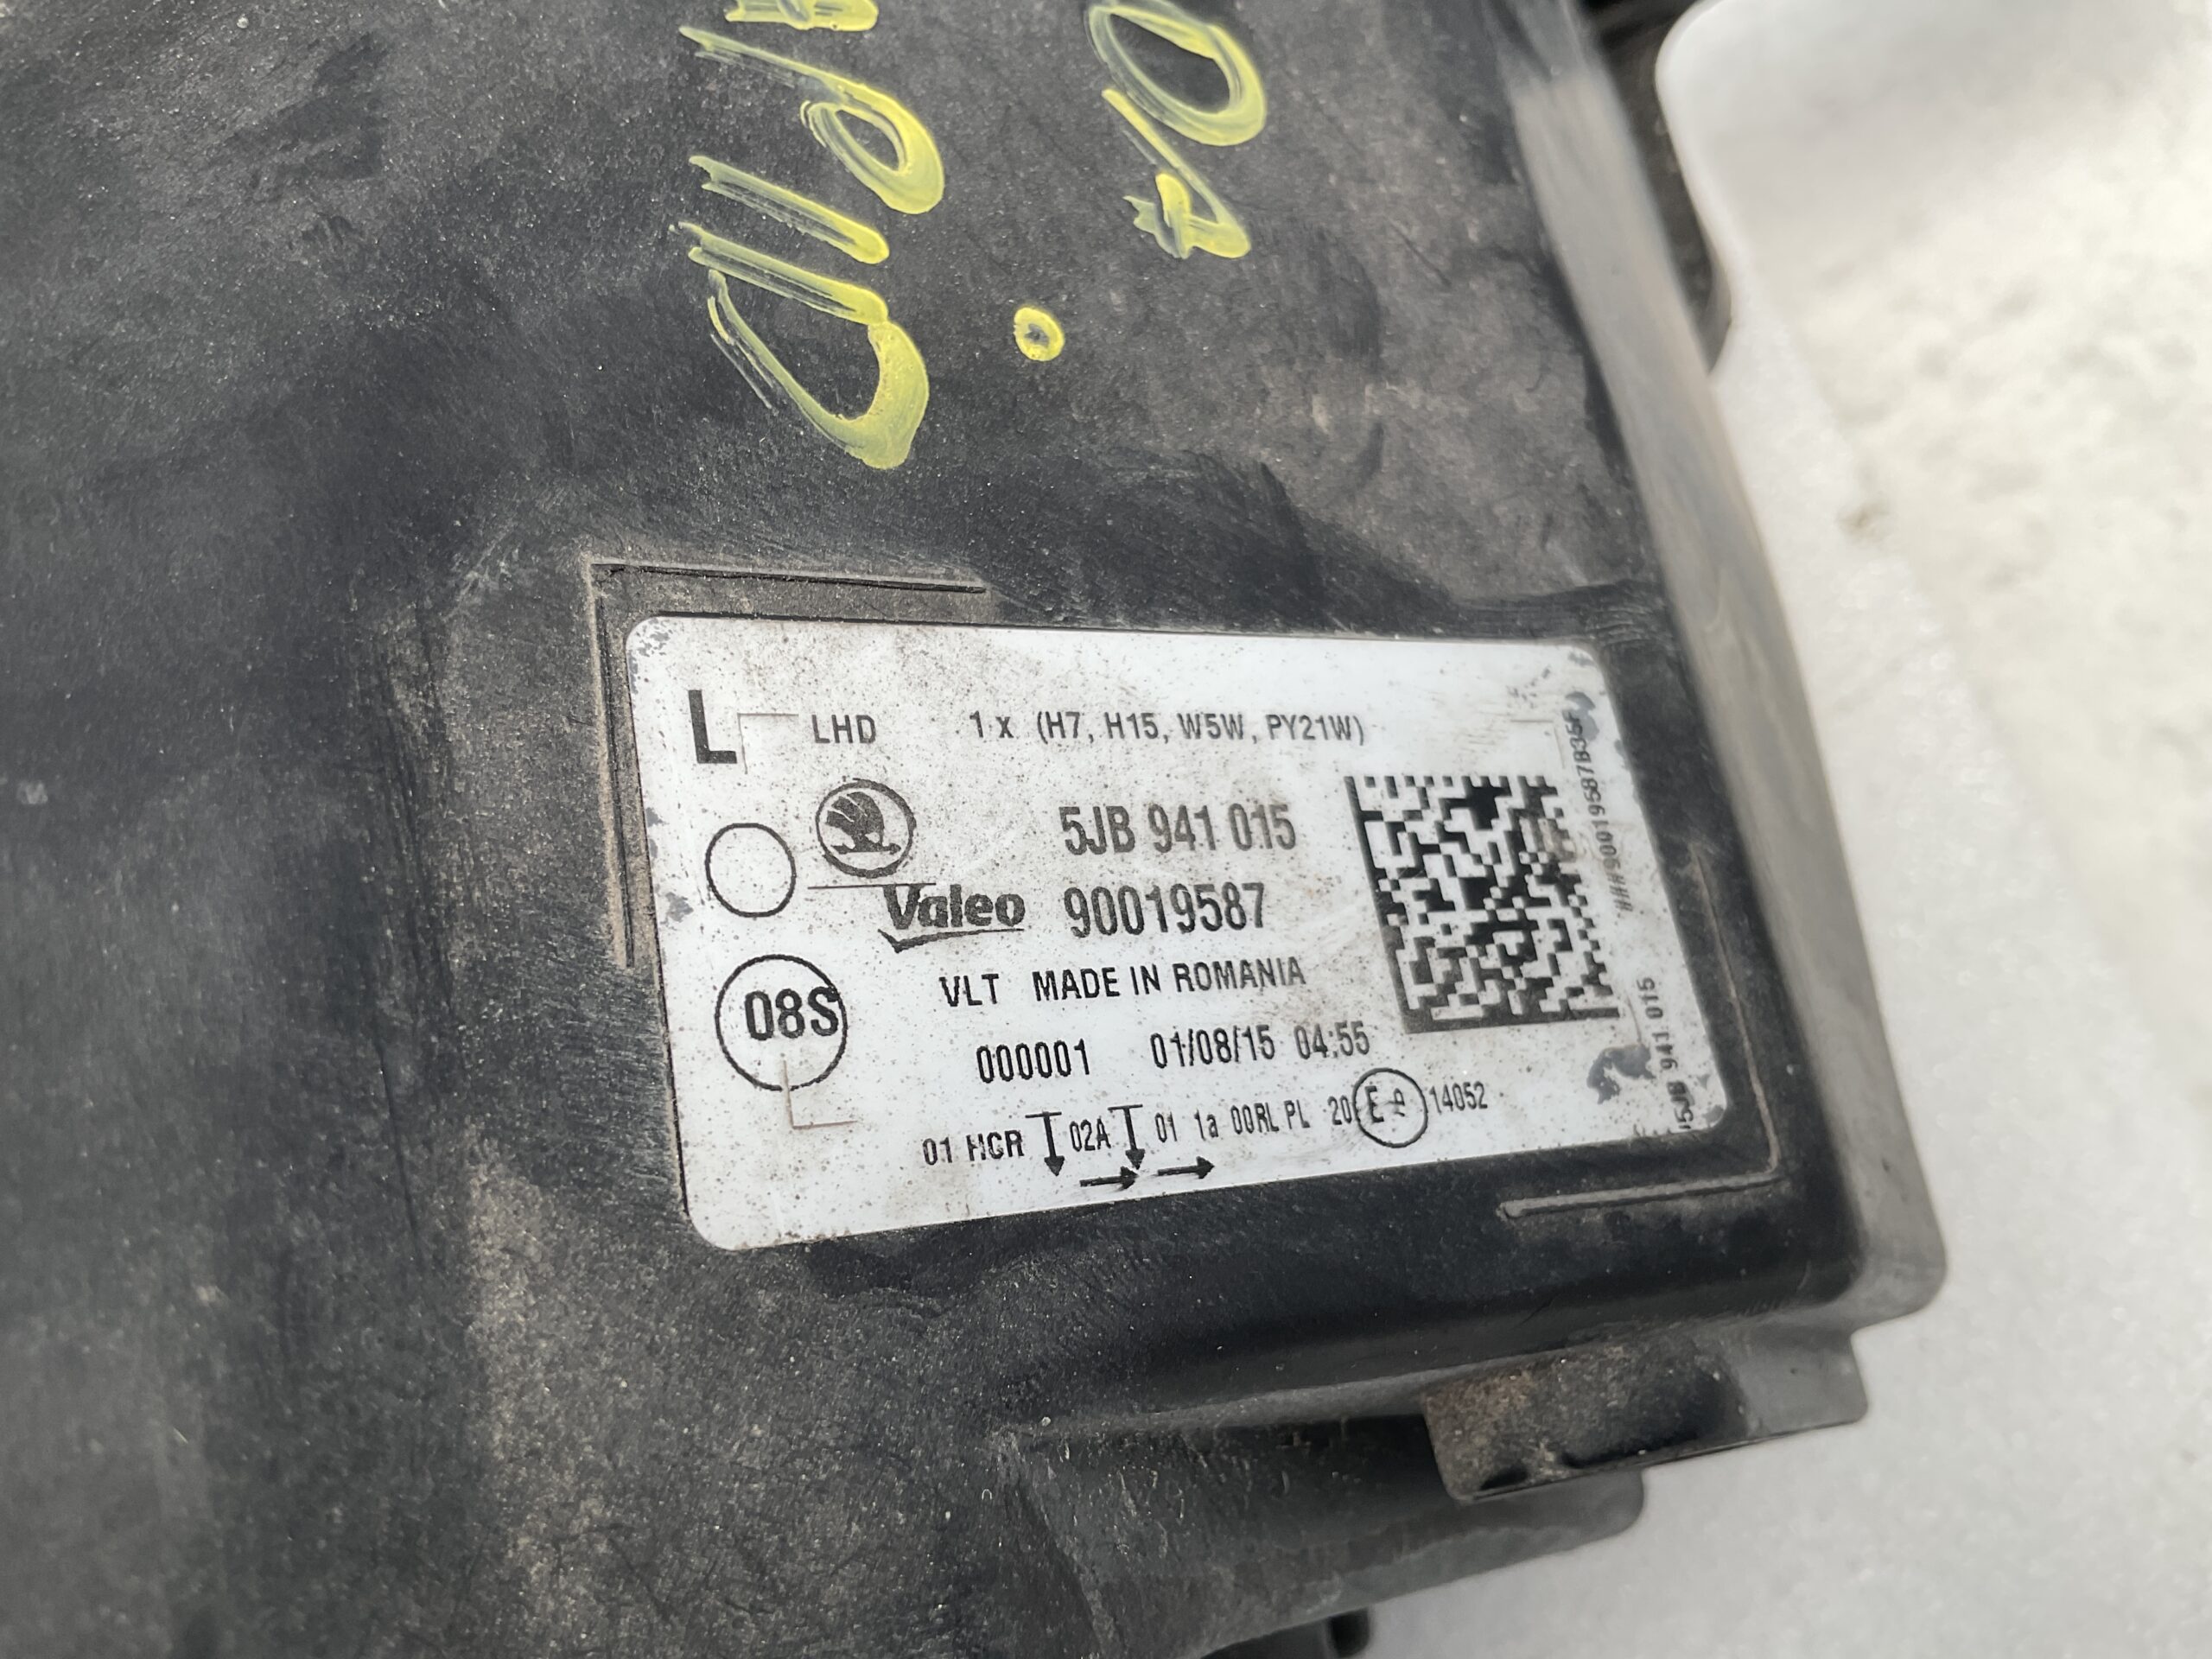 L LHD 1 x (H7, H15, W5W, PY21W)
5JB 941 015
Valeo 90019587
VLT MADE IN ROMANIA
08S
000001 01/08/15 04:55
01 HCR 02A 01 1a 00RL PL 20 E 14052
5JB 941 015